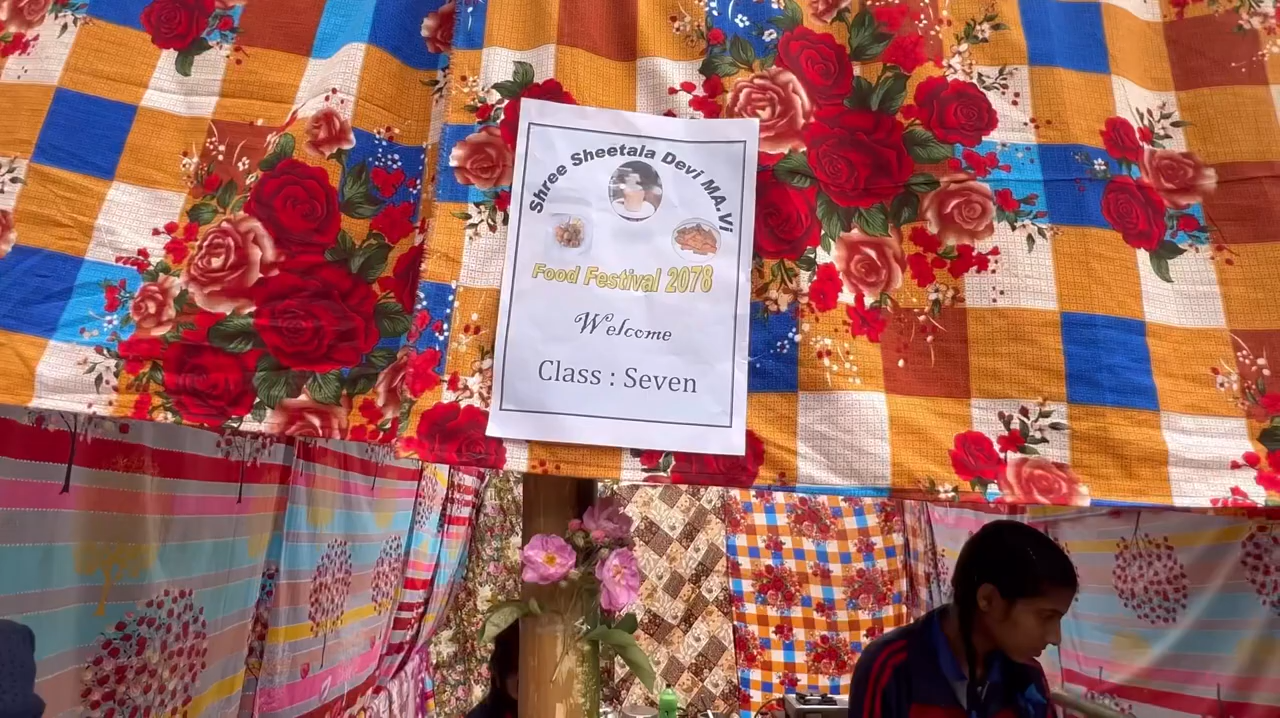 Shree Sheetala Devi MA.Vi
Food Festival 2078
Welcome
Class : Seven